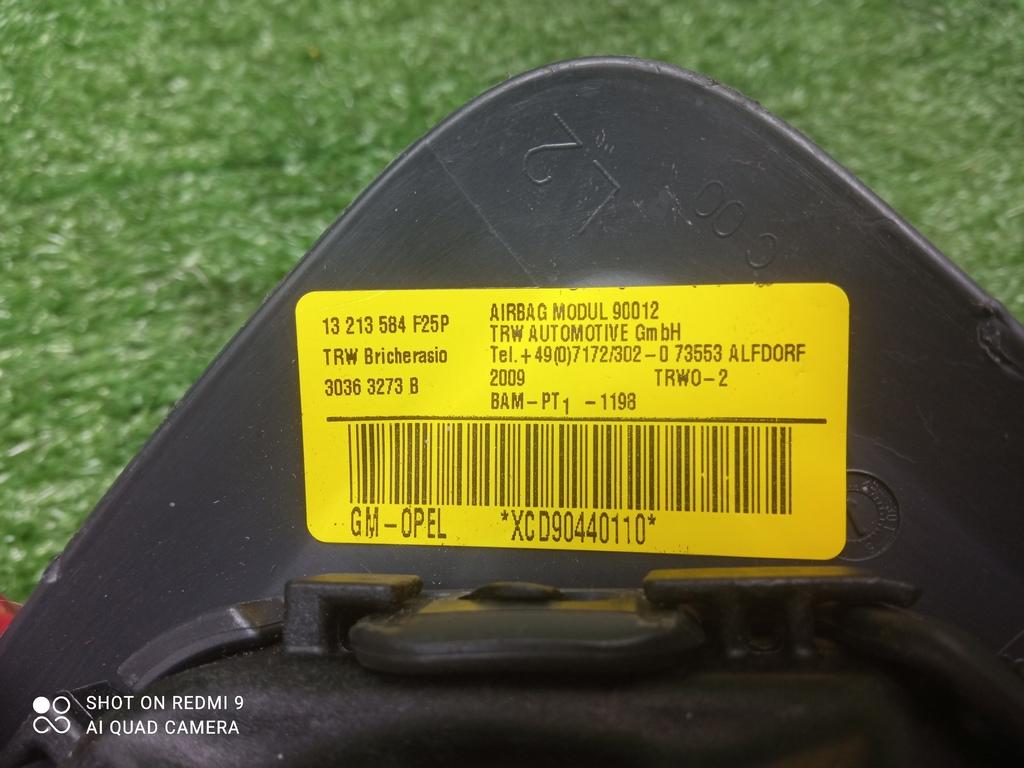 13 213 584 F25P
TRW Bricherasio
3036 3273 B
AIRBAG MODUL 90012
TRW AUTOMOTIVE GmbH
Tel.+49(0)7172/302-0 73553 ALFDORF
2009 TRWO-2
BAM-PT1 -1198
GM-OPEL *XCD90440110*
SHOT ON REDMI 9
AI QUAD CAMERA